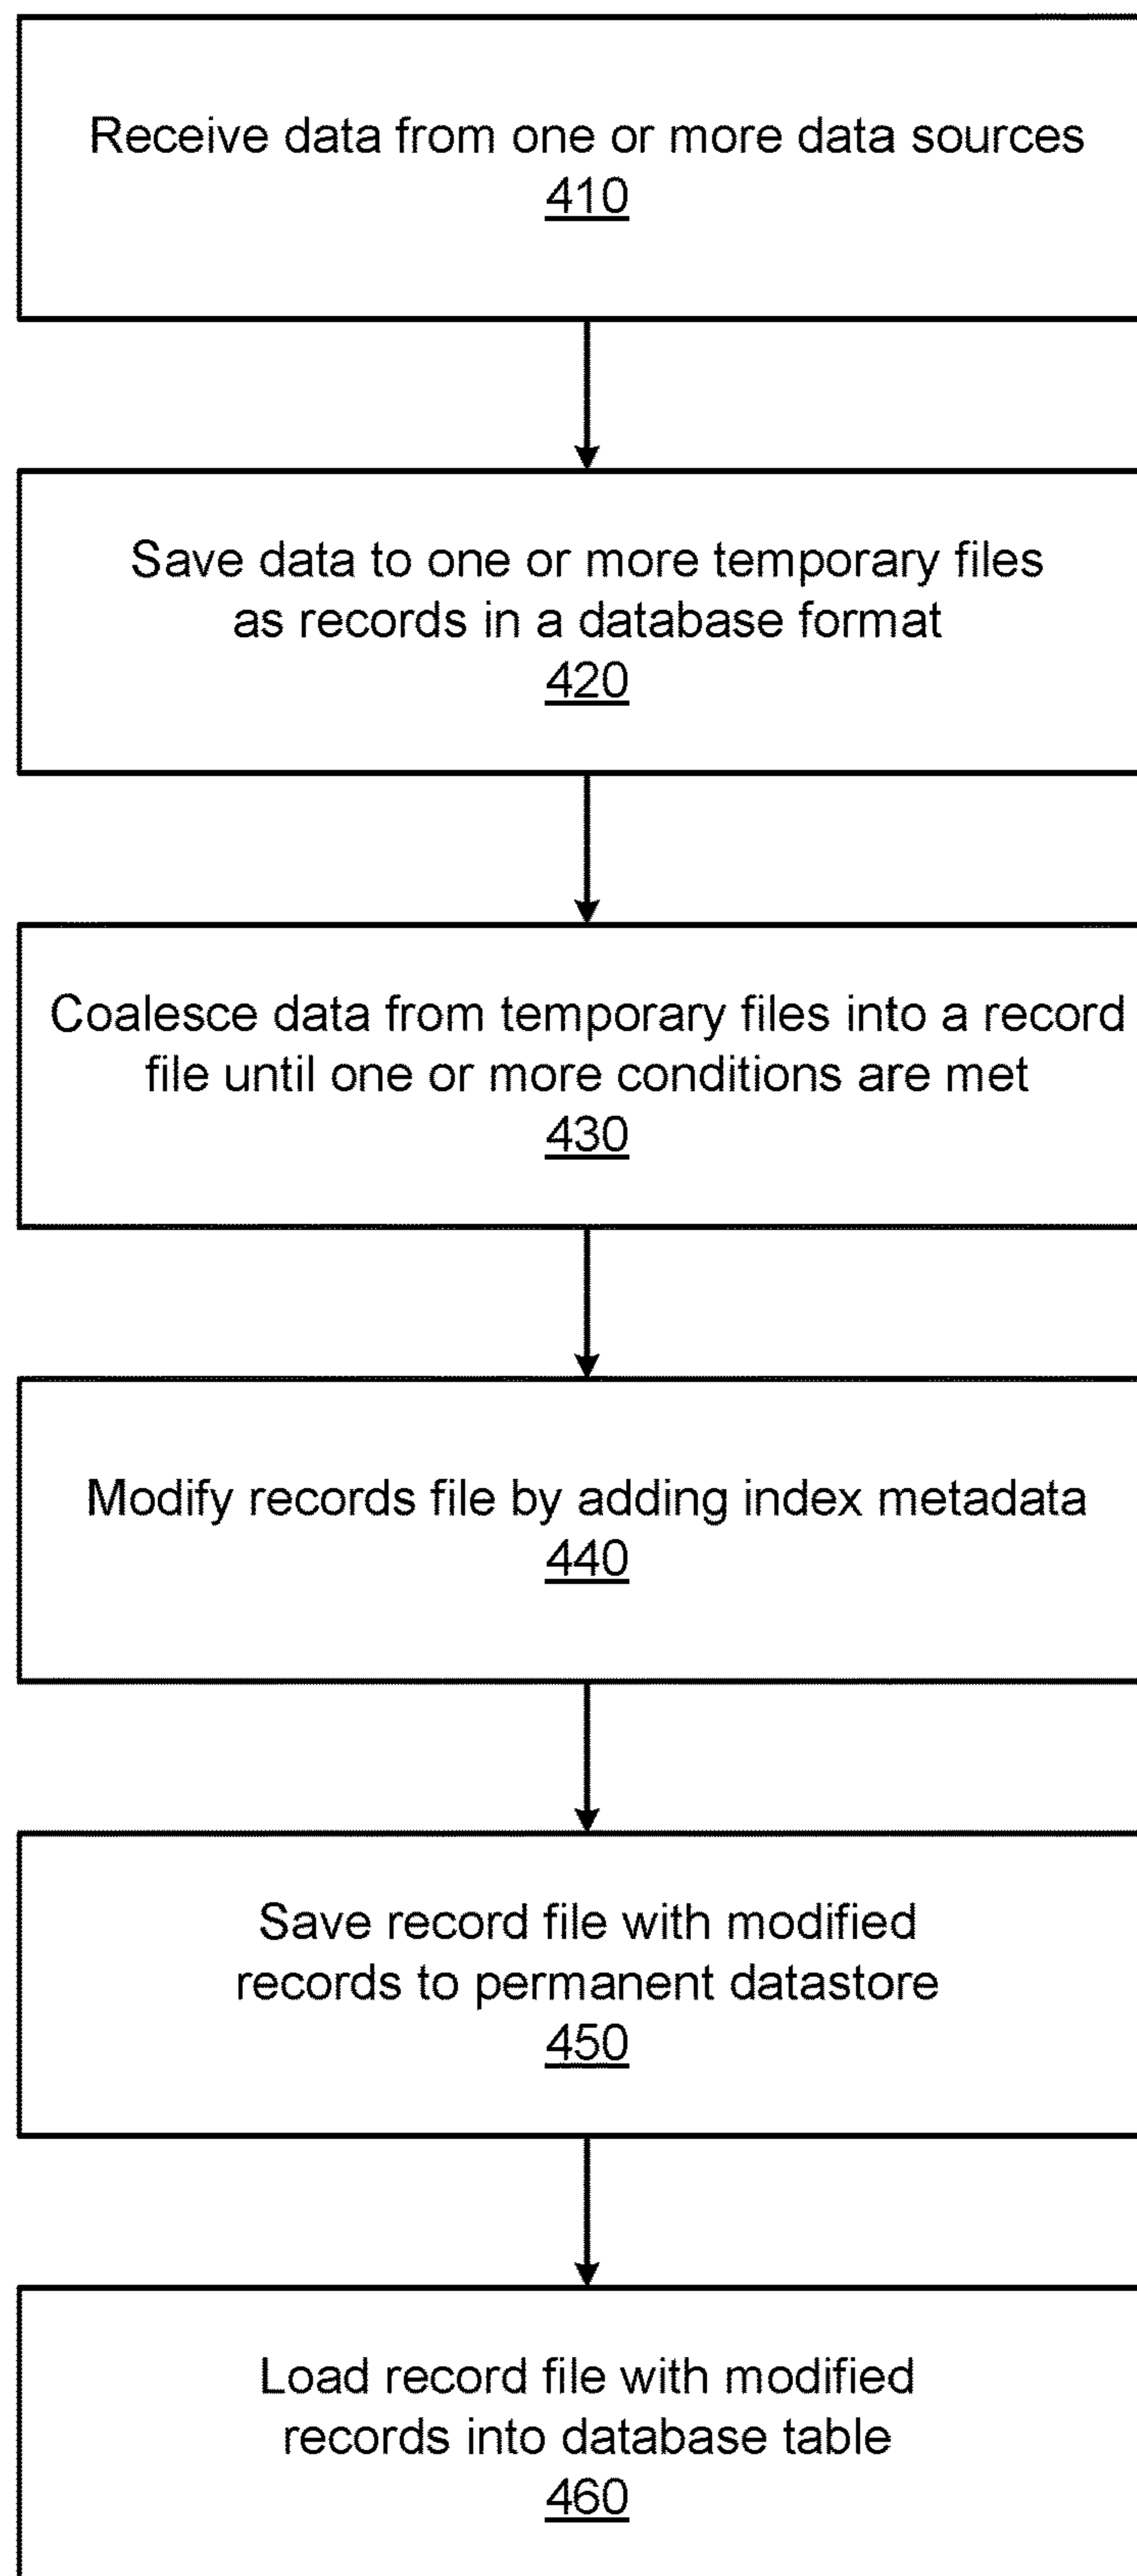 Receive data from one or more data sources
410
Save data to one or more temporary files
as records in a database format
420
Coalesce data from temporary files into a record
file until one or more conditions are met
430
Modify records file by adding index metadata
440
Save record file with modified
records to permanent datastore
450
Load record file with modified
records into database table
460